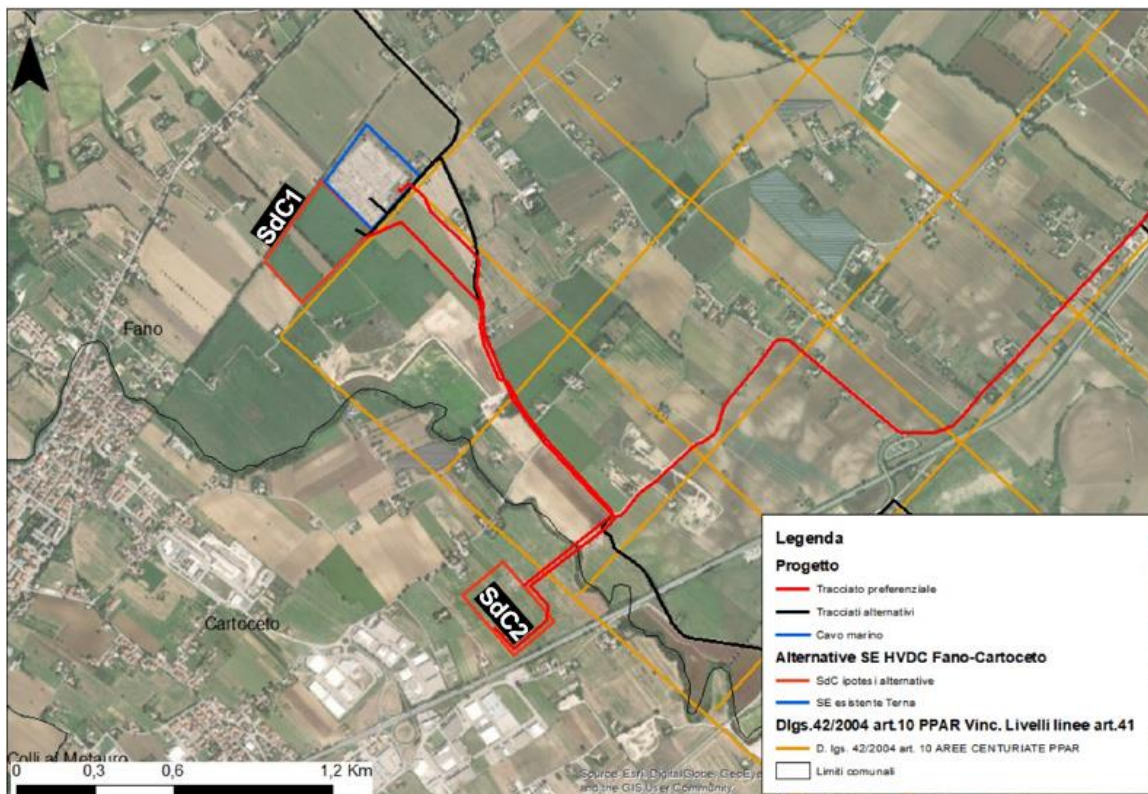 N
SdC1
Fano
SdC2
Cartoceto
Colli al Metauro
0 0,3 0,6 1,2 Km
Source: Esri, DigitalGlobe, GeoEye
and the GIS User Community
Legenda
Progetto
Tracciato preferenziale
Tracciati alternativi
Cavo marino
Alternative SE HVDC Fano-Cartoceto
SdC ipotesi alternative
SE esistente Terna
Dlgs.42/2004 art.10 PPAR Vinc. Livelli linee art.41
D. lgs. 42/2004 art. 10 AREE CENTURIATE PPAR
Limiti comunali